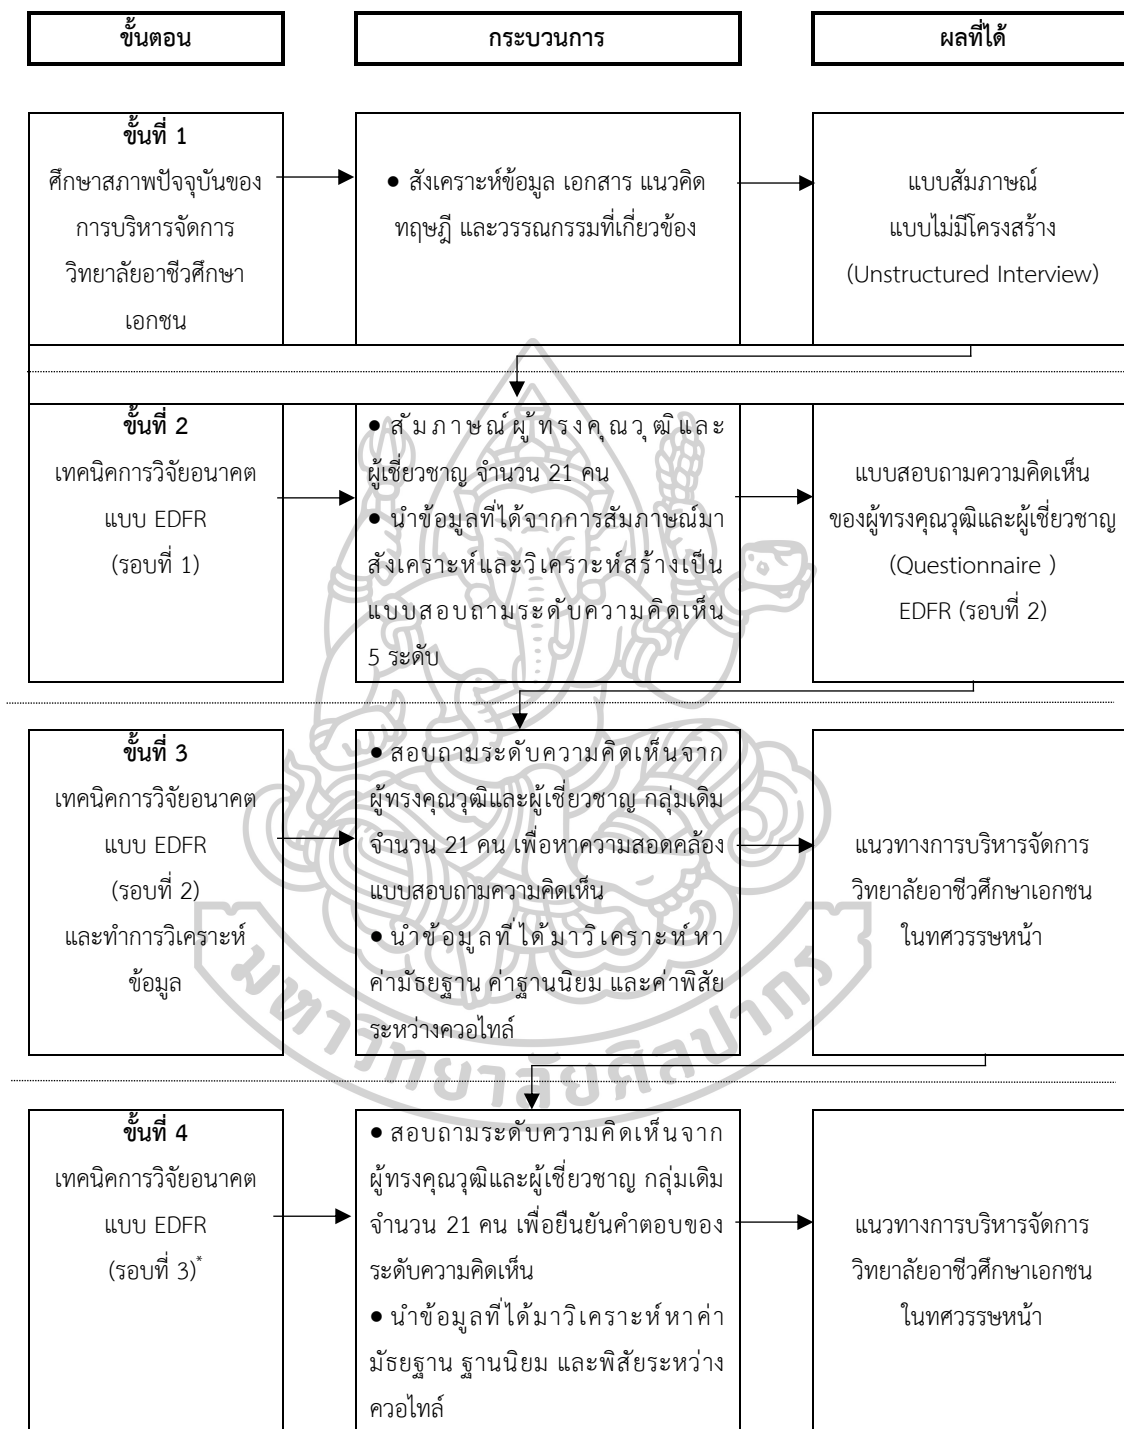 ขั้นตอน
กระบวนการ
ผลที่ได้
ขั้นที่ 1
ศึกษาสภาพปัจจุบันของ
การบริหารจัดการ
วิทยาลัยอาชีวศึกษา
เอกชน
● สังเคราะห์ข้อมูล เอกสาร แนวคิด
ทฤษฎี และวรรณกรรมที่เกี่ยวข้อง
แบบสัมภาษณ์
แบบไม่มีโครงสร้าง
(Unstructured Interview)
ขั้นที่ 2
เทคนิคการวิจัยอนาคต
แบบ EDFR
(รอบที่ 1)
● สัมภาษณ์ผู้ทรงคุณวุฒิและ
ผู้เชี่ยวชาญ จำนวน 21 คน
● นำข้อมูลที่ได้จากการสัมภาษณ์มา
สังเคราะห์และวิเคราะห์สร้างเป็น
แบบสอบถามระดับความคิดเห็น
5 ระดับ
แบบสอบถามความคิดเห็น
ของผู้ทรงคุณวุฒิและผู้เชี่ยวชาญ
(Questionnaire )
EDFR (รอบที่ 2)
ขั้นที่ 3
เทคนิคการวิจัยอนาคต
แบบ EDFR
(รอบที่ 2)
และทำการวิเคราะห์
ข้อมูล
● สอบถามระดับความคิดเห็นจาก
ผู้ทรงคุณวุฒิและผู้เชี่ยวชาญ กลุ่มเดิม
จำนวน 21 คน เพื่อหาความสอดคล้อง
แบบสอบถามความคิดเห็น
● นำข้อมูลที่ได้มาวิเคราะห์หา
ค่ามัธยฐาน ค่าฐานนิยม และค่าพิสัย
ระหว่างควอไทล์
แนวทางการบริหารจัดการ
วิทยาลัยอาชีวศึกษาเอกชน
ในทศวรรษหน้า
มหาวิทยาลัยศิลปากร
ขั้นที่ 4
เทคนิคการวิจัยอนาคต
แบบ EDFR
(รอบที่ 3)*
● สอบถามระดับความคิดเห็นจาก
ผู้ทรงคุณวุฒิและผู้เชี่ยวชาญ กลุ่มเดิม
จำนวน 21 คน เพื่อยืนยันคำตอบของ
ระดับความคิดเห็น
● นำข้อมูลที่ได้มาวิเคราะห์หาค่า
มัธยฐาน ฐานนิยม และพิสัยระหว่าง
ควอไทล์
แนวทางการบริหารจัดการ
วิทยาลัยอาชีวศึกษาเอกชน
ในทศวรรษหน้า